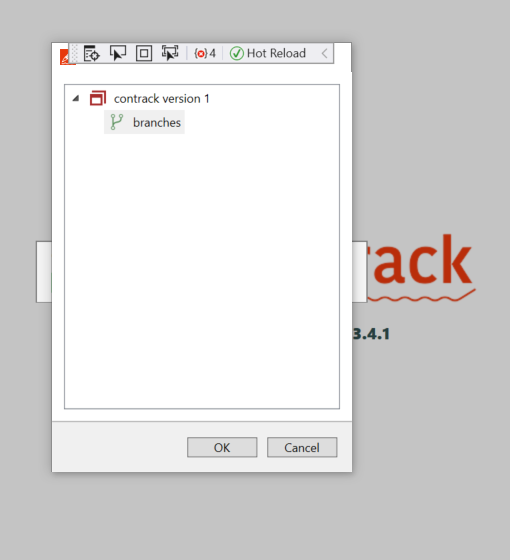 4 Hot Reload
contrack version 1
branches
rack
3.4.1
OK Cancel